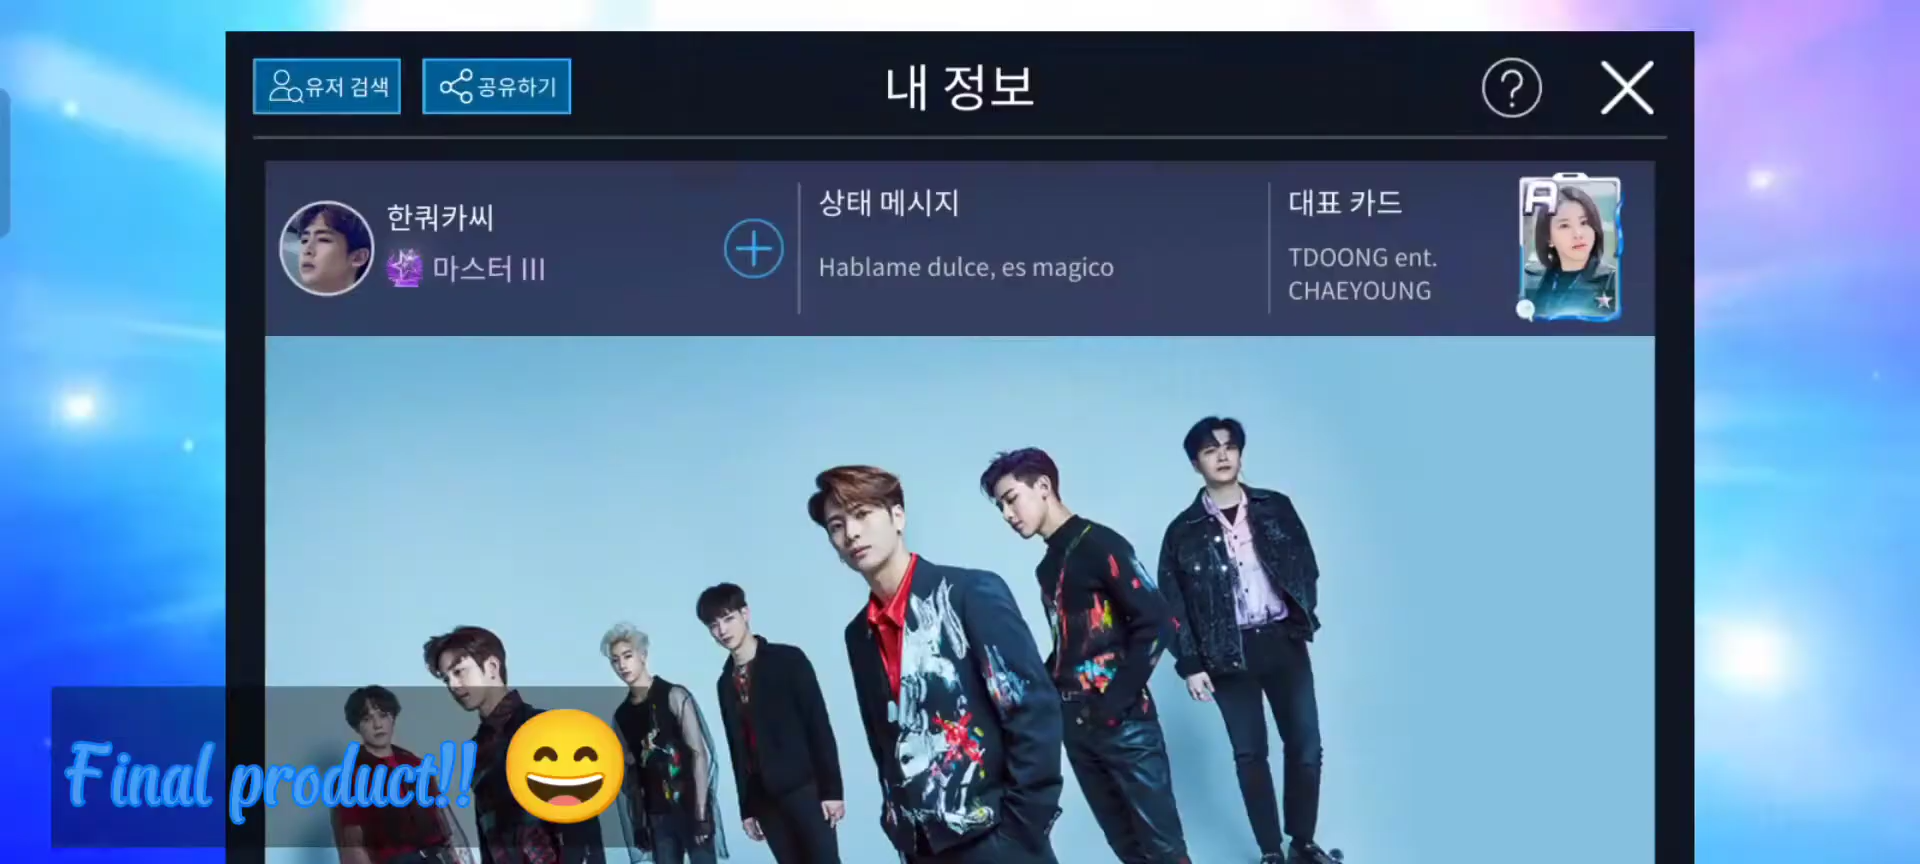 유저 검색
공유하기
내 정보
?
한쿼카씨
마스터 III
상태 메시지
Hablame dulce, es magico
대표 카드
TDOONG ent.
CHAEYOUNG
A
Final product!!